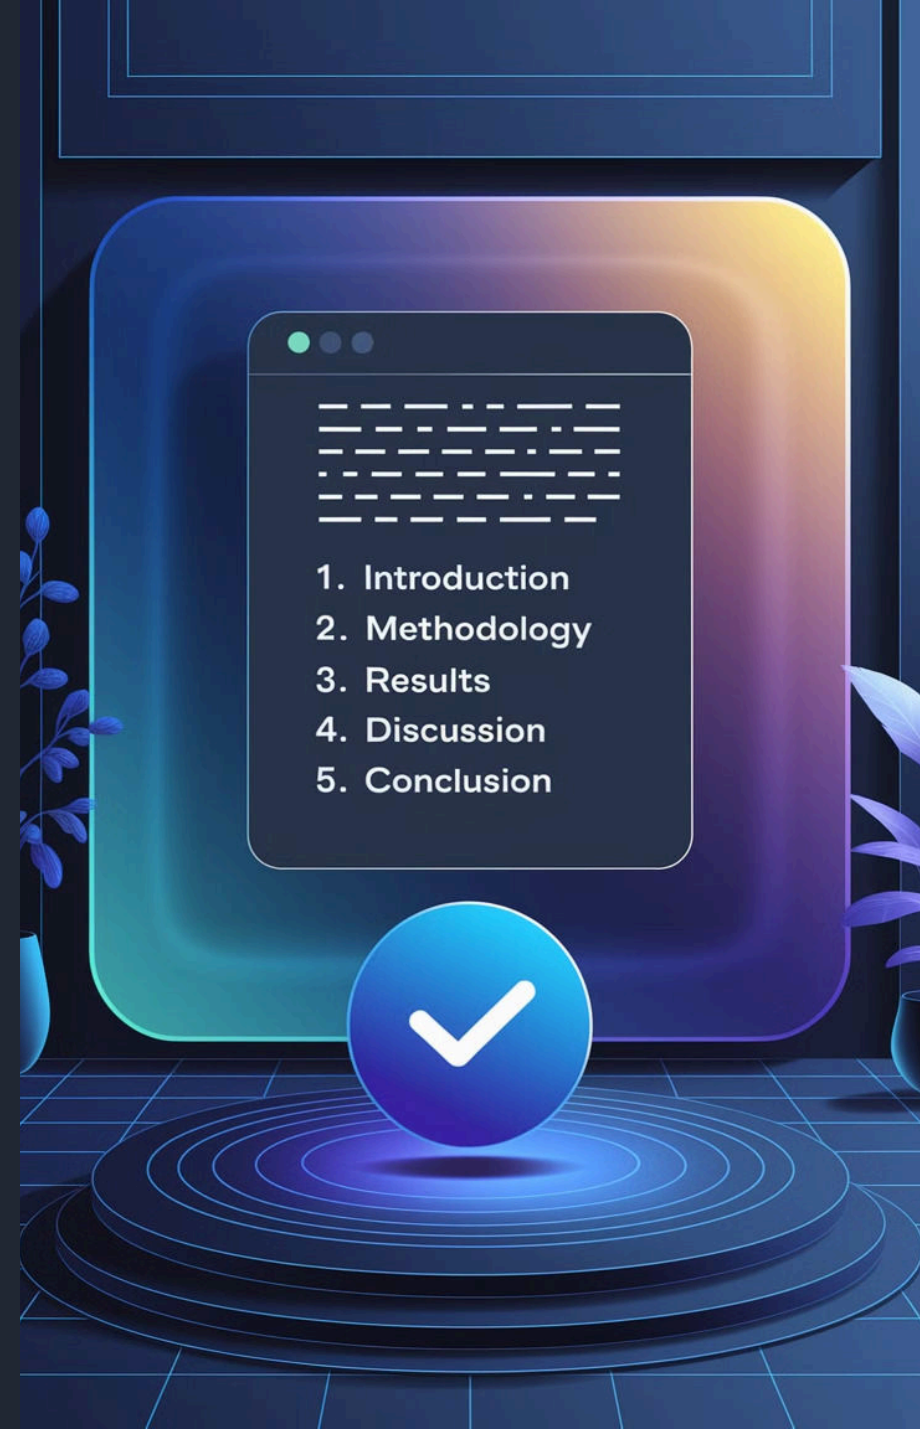 1. Introduction
2. Methodology
3. Results
4. Discussion
5. Conclusion